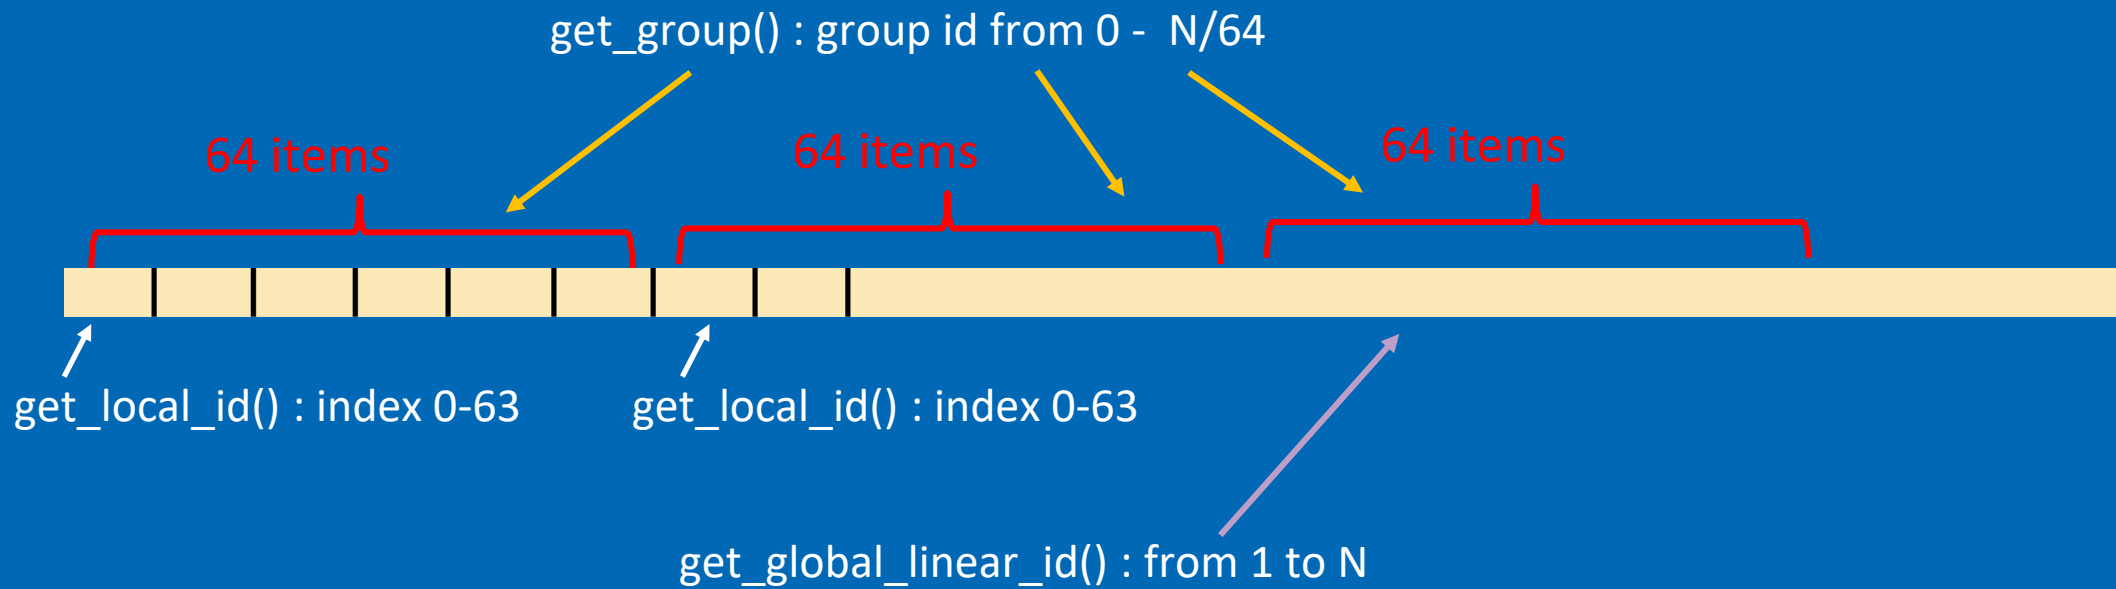 get_group() : group id from 0 - N/64
64 items
64 items
64 items
get_local_id() : index 0-63
get_local_id() : index 0-63
get_global_linear_id() : from 1 to N